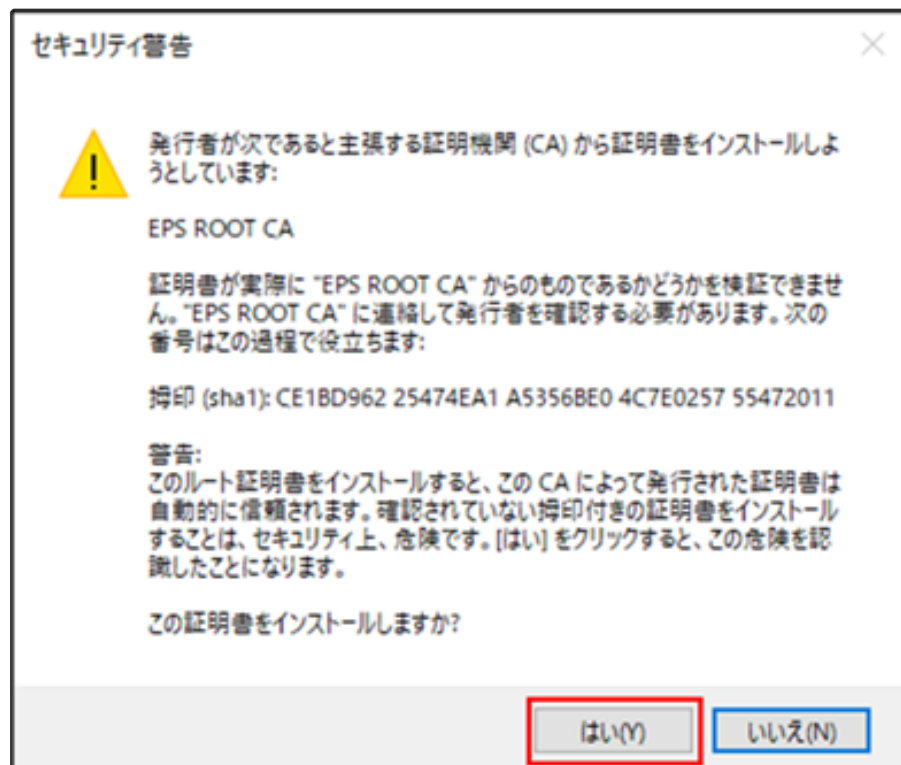 セキュリティ警告
発行者が次であると主張する証明機関 (CA) から証明書をインストールしよ
うとしています:
EPS ROOT CA
証明書が実際に "EPS ROOT CA" からのものであるかどうかを検証できませ
ん。"EPS ROOT CA" に連絡して発行者を確認する必要があります。次の
番号はこの過程で役立ちます:
拇印 (sha1): CE1BD962 25474EA1 A5356BE0 4C7E0257 55472011
警告:
このルート証明書をインストールすると、この CA によって発行された証明書は
自動的に信頼されます。確認されていない拇印付きの証明書をインストール
することは、セキュリティ上、危険です。[はい] をクリックすると、この危険を認
識したことになります。
この証明書をインストールしますか?
はい(Y)
いいえ(N)